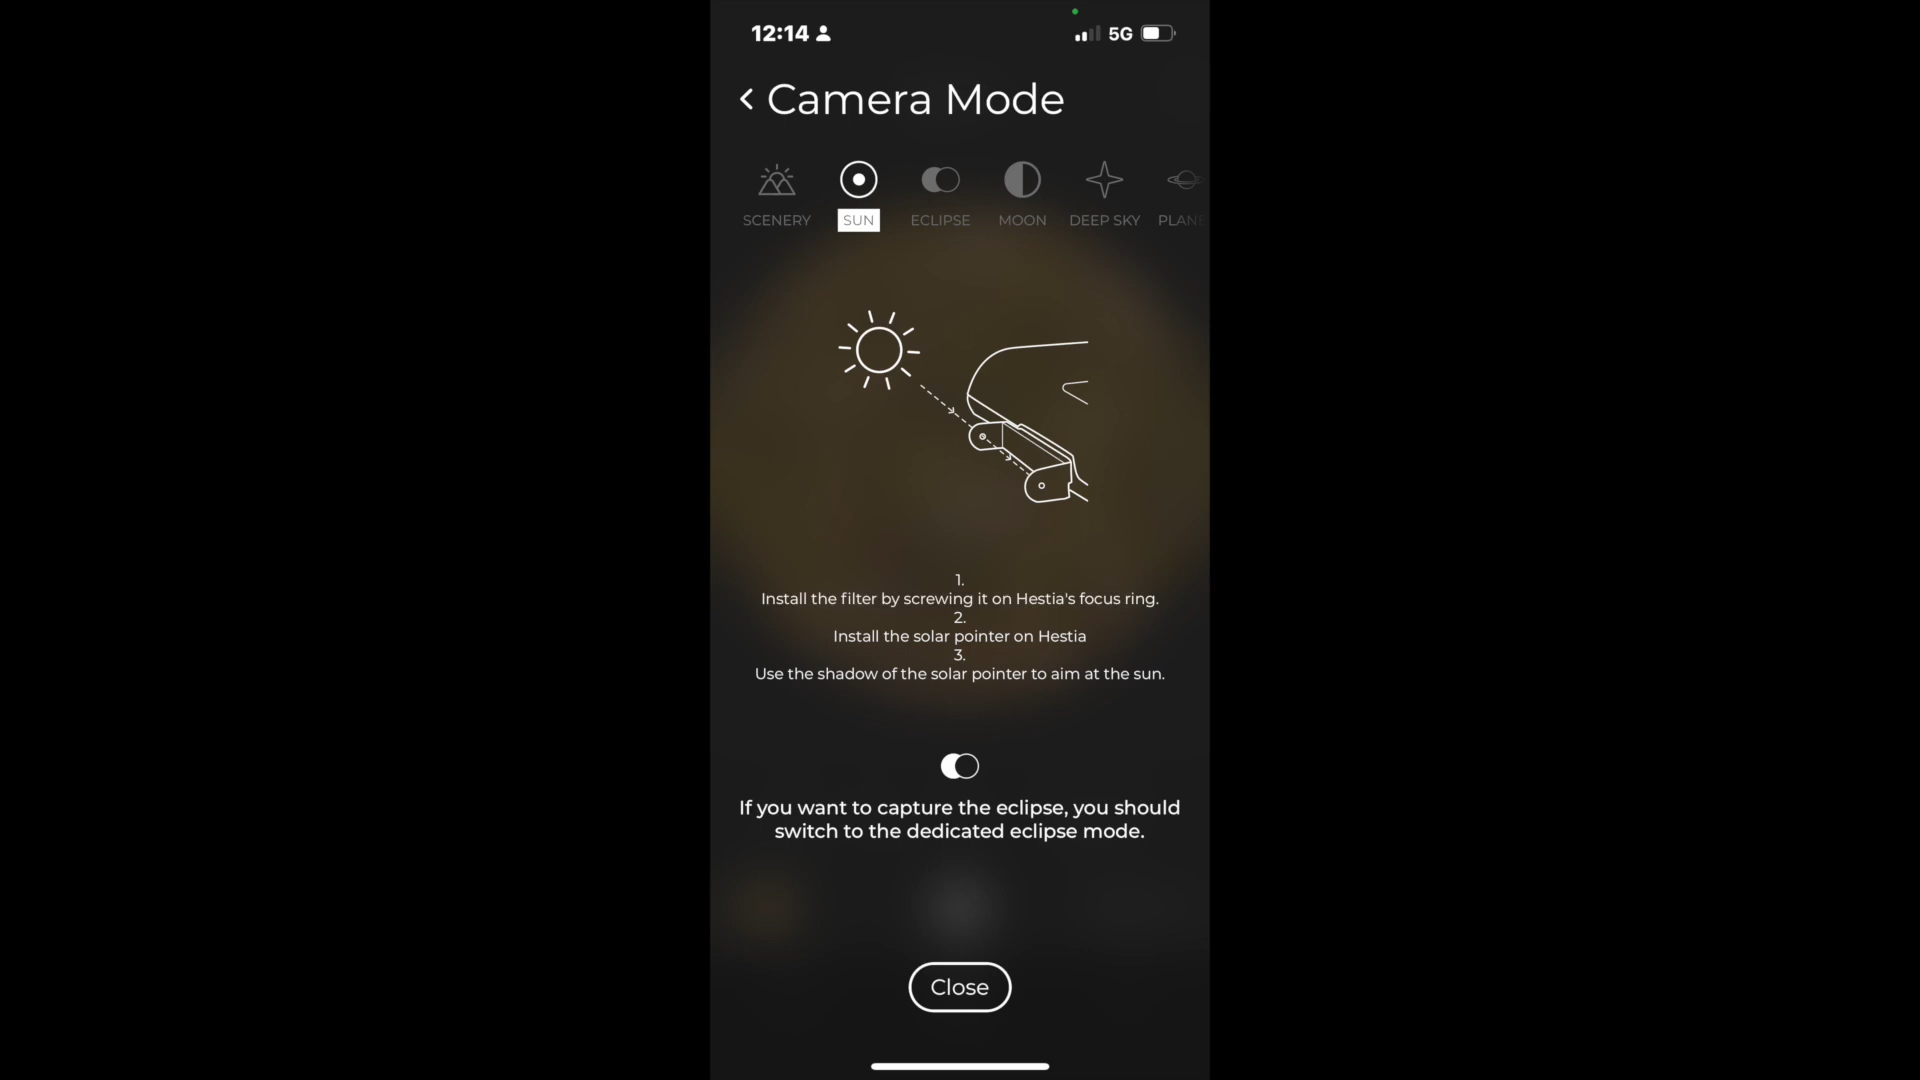 12:14 5G
Camera Mode
SCENERY SUN ECLIPSE MOON DEEP SKY PLANE
1.
Install the filter by screwing it on Hestia's focus ring.
2.
Install the solar pointer on Hestia
3.
Use the shadow of the solar pointer to aim at the sun.
If you want to capture the eclipse, you should
switch to the dedicated eclipse mode.
Close